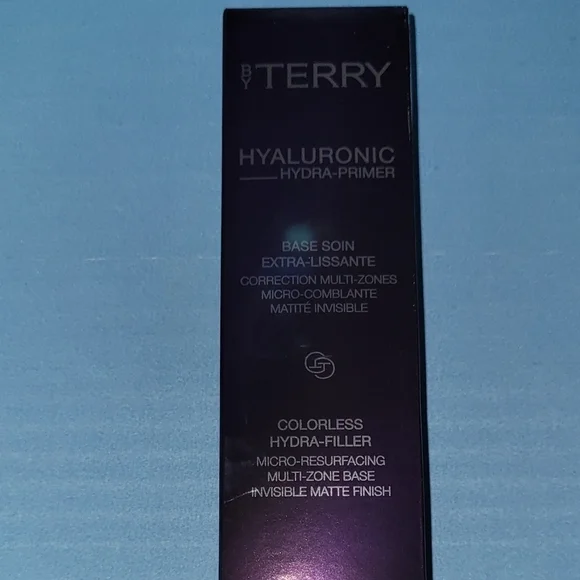 BY TERRY
HYALURONIC
HYDRA-PRIMER
BASE SOIN
EXTRA-LISSANTE
CORRECTION MULTI-ZONES
MICRO-COMBLANTE
MATITÉ INVISIBLE
COLORLESS
HYDRA-FILLER
MICRO-RESURFACING
MULTI-ZONE BASE
INVISIBLE MATTE FINISH